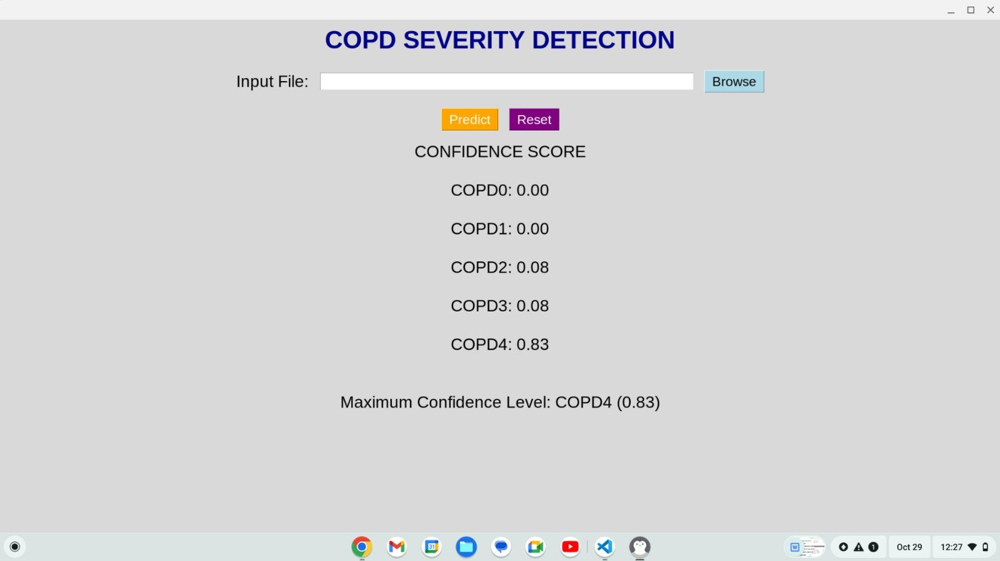 COPD SEVERITY DETECTION
Input File: Browse
Predict Reset
CONFIDENCE SCORE
COPD0: 0.00
COPD1: 0.00
COPD2: 0.08
COPD3: 0.08
COPD4: 0.83
Maximum Confidence Level: COPD4 (0.83)
31 W 1 Oct 29 12:27